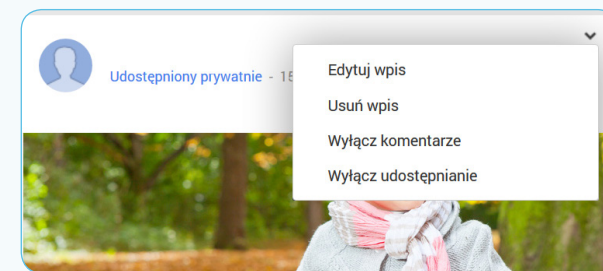 Udostępniony prywatnie - 15
Edytuj wpis
Usuń wpis
Wyłącz komentarze
Wyłącz udostępnianie